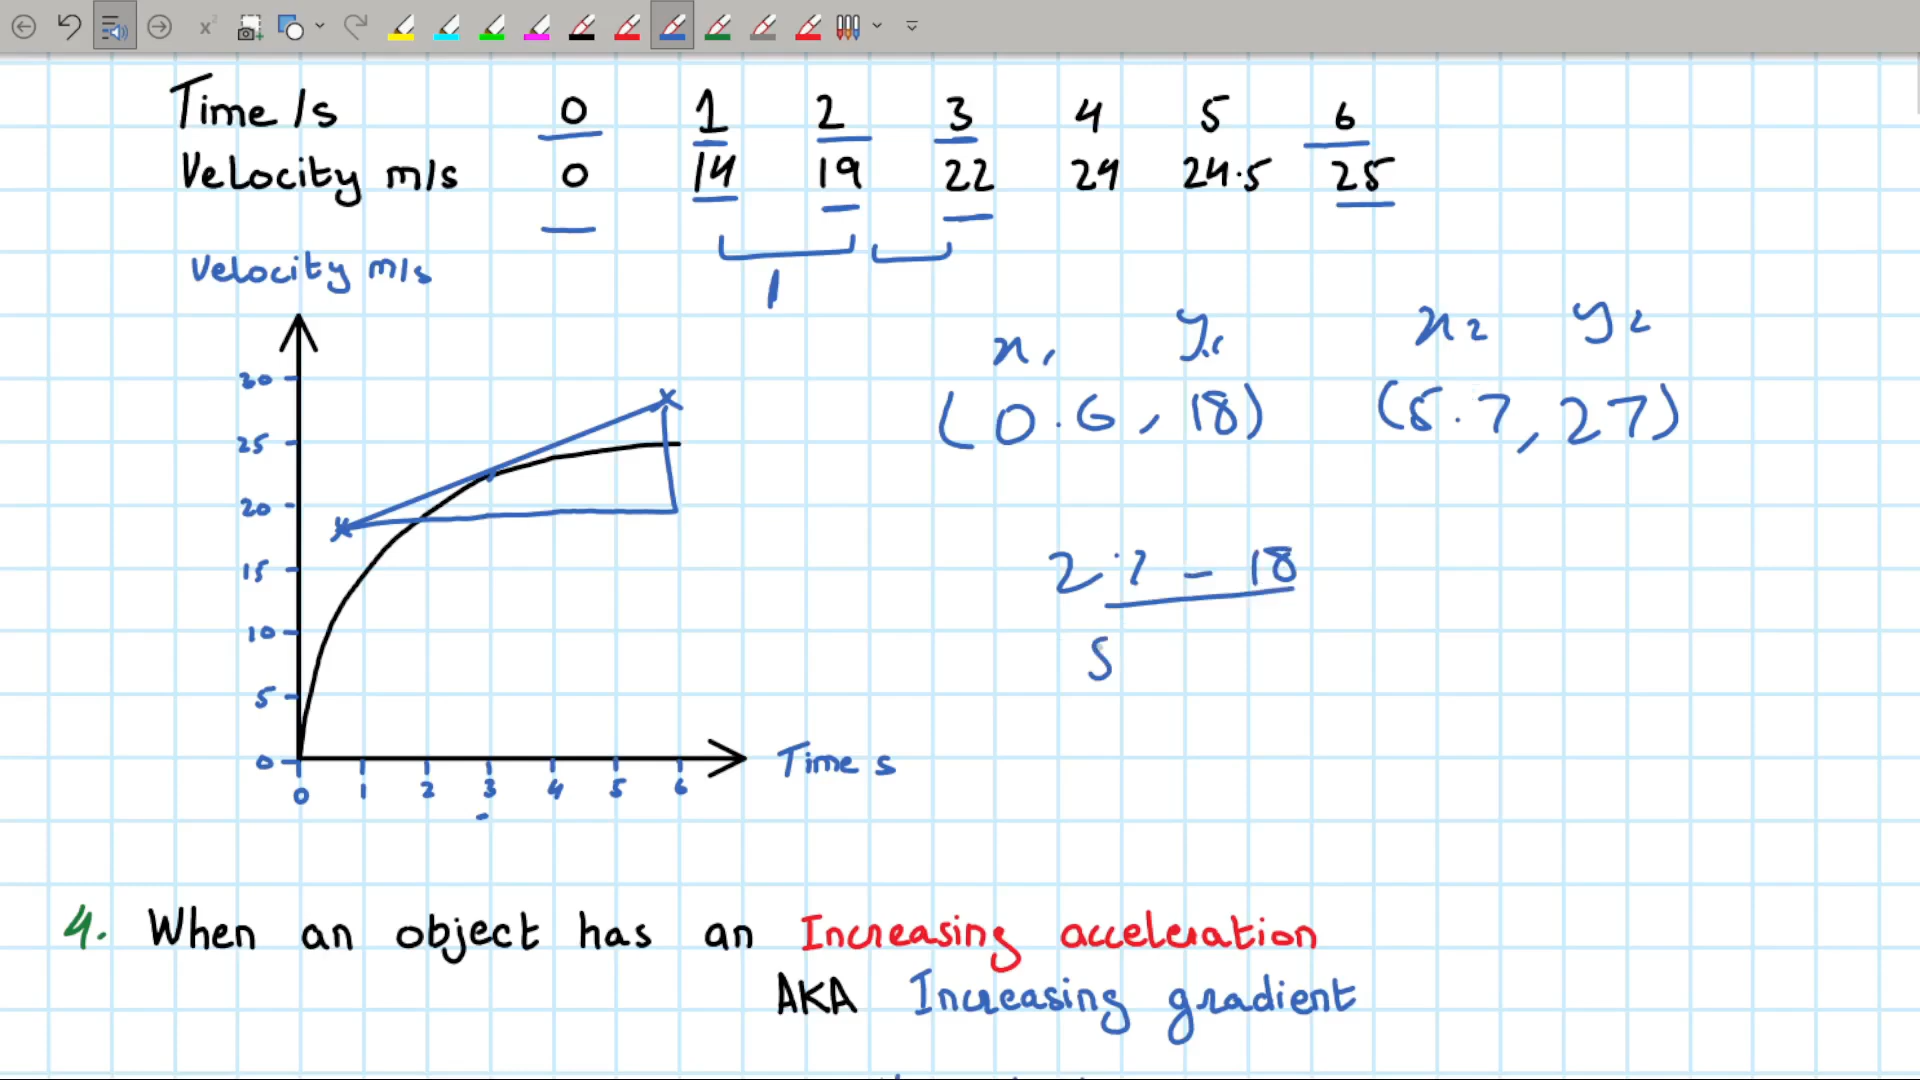 Time /s 0 1 2 3 4 5 6
Velocity m/s 0 14 19 22 24 24.5 25
Velocity m/s
x1 y1 x2 y2
(0.6, 18) (5.7, 27)
30
25
20
15
10
5
0
27 - 18
5
Time s
0 1 2 3 4 5 6
4. When an object has an Increasing acceleration
AKA Increasing gradient